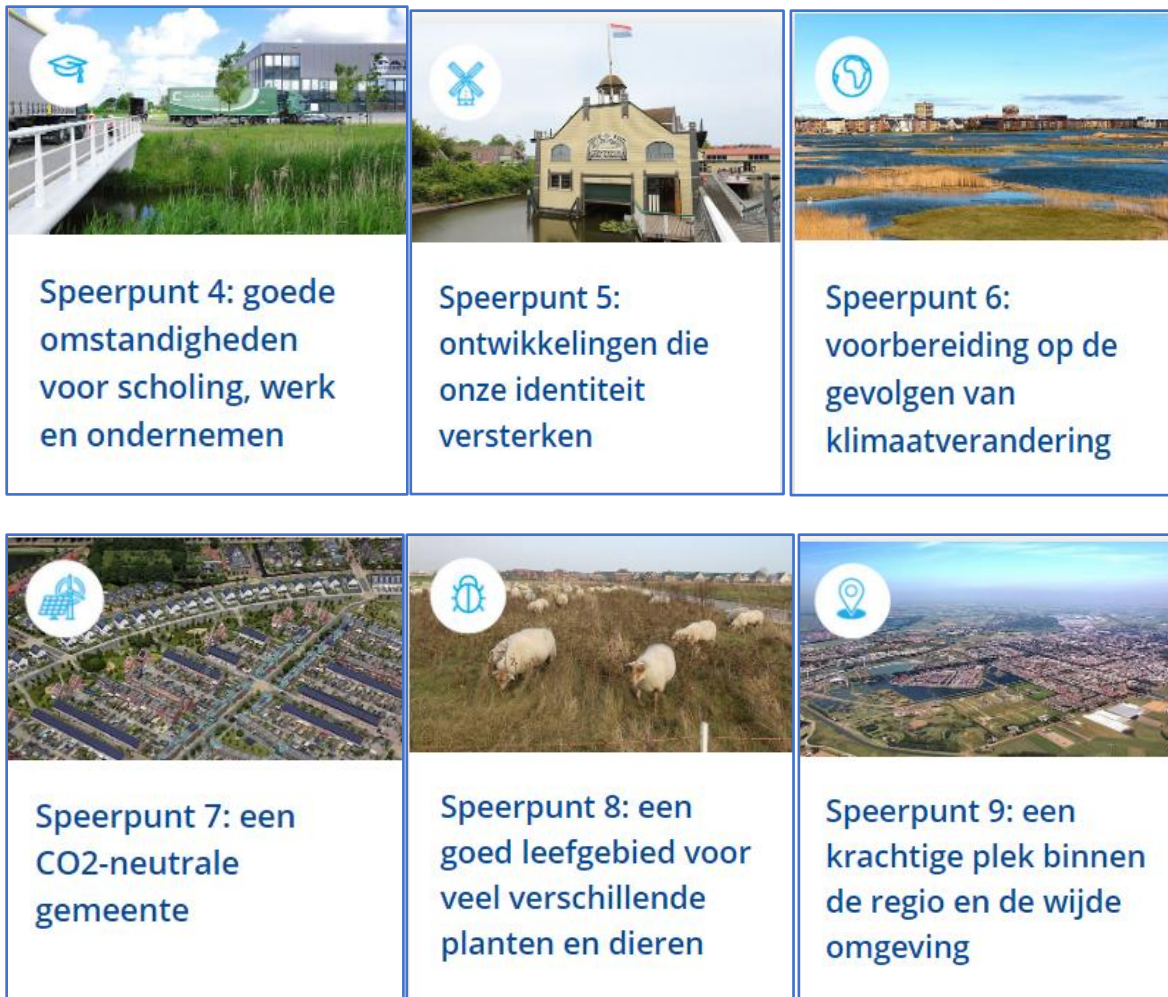 Speerpunt 4: goede
omstandigheden
voor scholing, werk
en ondernemen
Speerpunt 5:
ontwikkelingen die
onze identiteit
versterken
Speerpunt 6:
voorbereiding op de
gevolgen van
klimaatverandering
Speerpunt 7: een
CO2-neutrale
gemeente
Speerpunt 8: een
goed leefgebied voor
veel verschillende
planten en dieren
Speerpunt 9: een
krachtige plek binnen
de regio en de wijde
omgeving